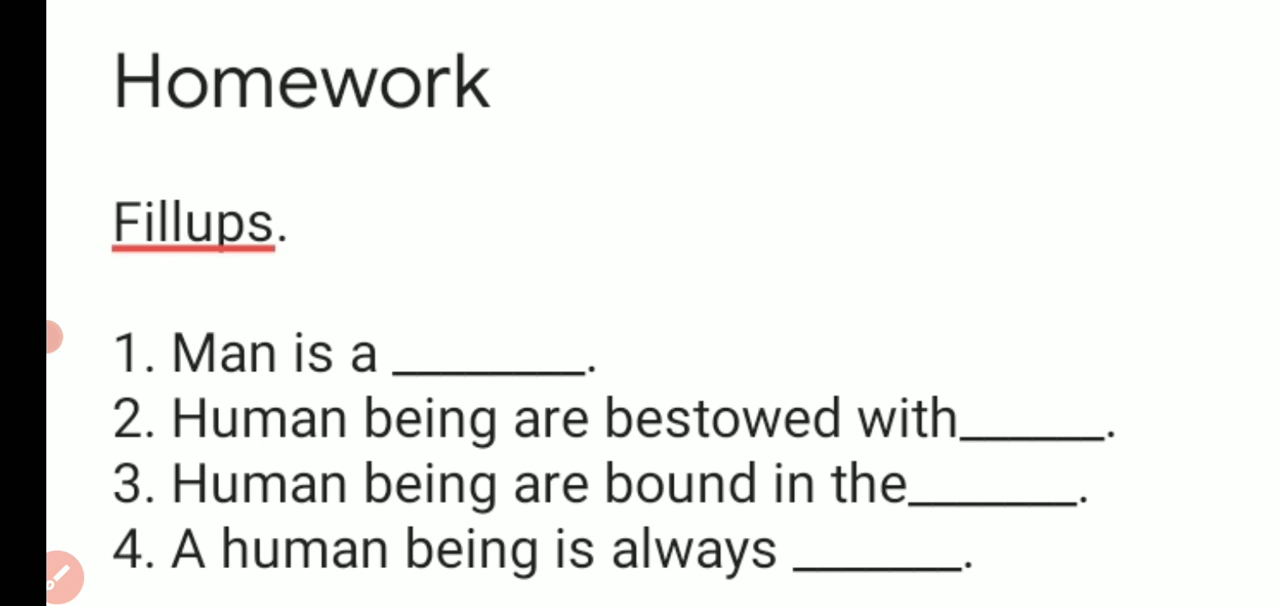 Homework
Fillups.
1. Man is a ________.
2. Human being are bestowed with______.
3. Human being are bound in the_______.
4. A human being is always _______.